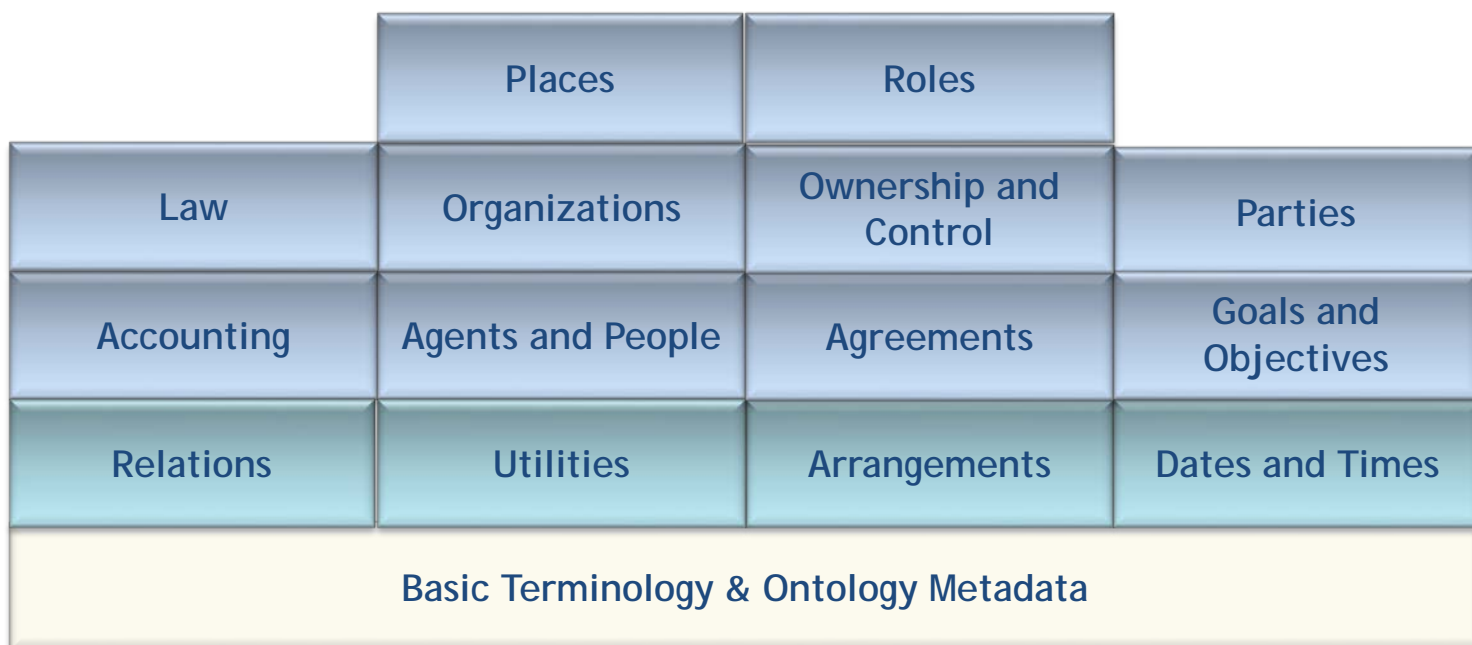 Places
Roles
Law
Organizations
Ownership and
Control
Parties
Accounting
Agents and People
Agreements
Goals and
Objectives
Relations
Utilities
Arrangements
Dates and Times
Basic Terminology & Ontology Metadata